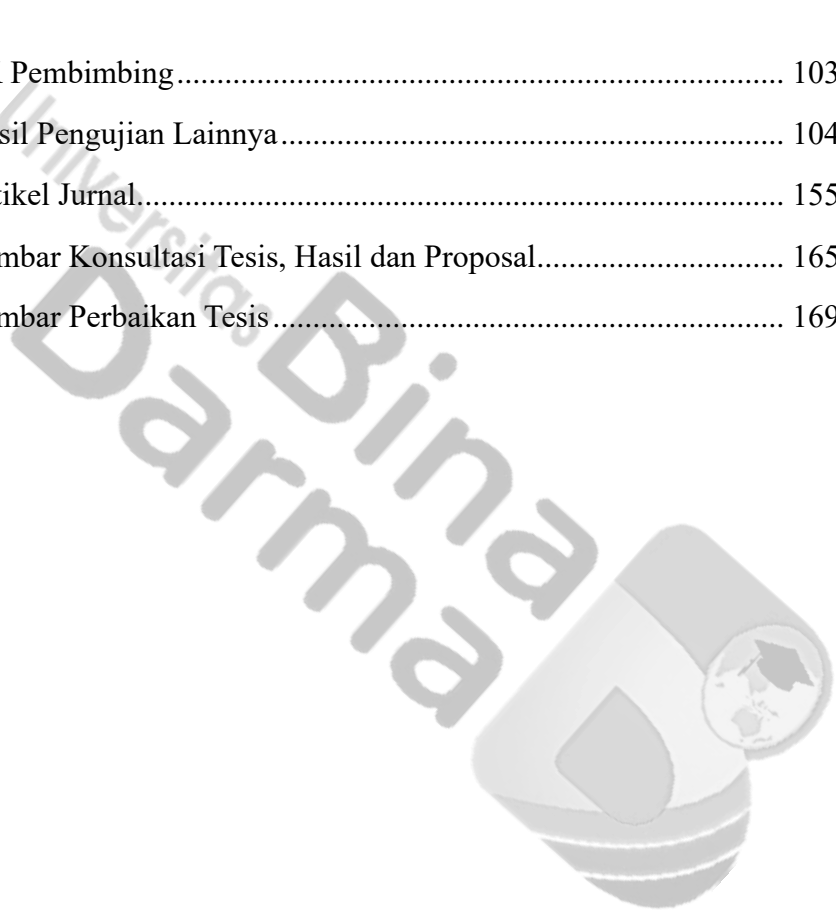 Pembimbing.................................................................. 103
sil Pengujian Lainnya...................................................... 104
tikel Jurnal..................................................................... 155
mbar Konsultasi Tesis, Hasil dan Proposal.......................... 165
mbar Perbaikan Tesis...................................................... 169
Universitas
Bina
Darma